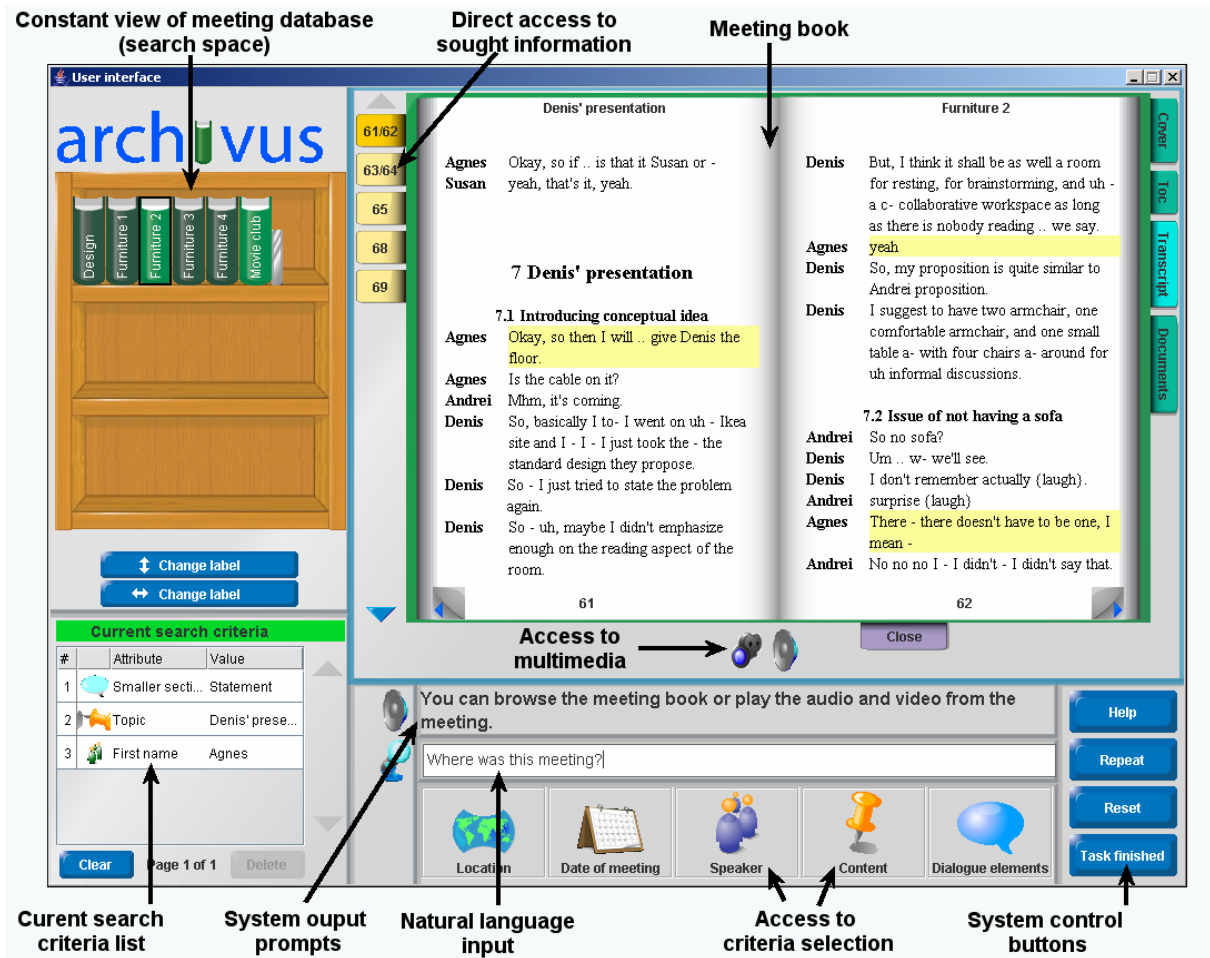 Constant view of meeting database
(search space)
Direct access to
sought information
Meeting book
User interface
archivus
Design
Furniture 1
Furniture 2
Furniture 3
Furniture 4
Movie club
Change label
Change label
61/62
63/64
65
68
69
Denis' presentation
Agnes Okay, so if .. is that it Susan or -
Susan yeah, that's it, yeah.
7 Denis' presentation
7.1 Introducing conceptual idea
Agnes Okay, so then I will .. give Denis the
floor.
Agnes Is the cable on it?
Andrei Mhm, it's coming.
Denis So, basically I to- I went on uh - Ikea
site and I - I - I just took the - the
standard design they propose.
Denis So - I just tried to state the problem
again.
Denis So - uh, maybe I didn't emphasize
enough on the reading aspect of the
room.
61
Furniture 2
Denis But, I think it shall be as well a room
for resting, for brainstorming, and uh -
a c- collaborative workspace as long
as there is nobody reading .. we say.
Agnes yeah
Denis So, my proposition is quite similar to
Andrei proposition.
Denis I suggest to have two armchair, one
comfortable armchair, and one small
table a- with four chairs a- around for
uh informal discussions.
7.2 Issue of not having a sofa
Andrei So no sofa?
Denis Um .. w- we'll see.
Denis I don't remember actually {laugh}.
Andrei surprise {laugh}
Agnes There - there doesn't have to be one, I
mean -
Andrei No no no I - I didn't - I didn't say that.
62
Cover
Toc
Transcript
Documents
Close
Access to
multimedia
Current search criteria
# Attribute Value
1 Smaller secti... Statement
2 Topic Denis' prese...
3 First name Agnes
Clear Page 1 of 1 Delete
You can browse the meeting book or play the audio and video from the
meeting.
Where was this meeting?
Location
Date of meeting
Speaker
Content
Dialogue elements
Help
Repeat
Reset
Task finished
Curent search
criteria list
System ouput
prompts
Natural language
input
Access to
criteria selection
System control
buttons